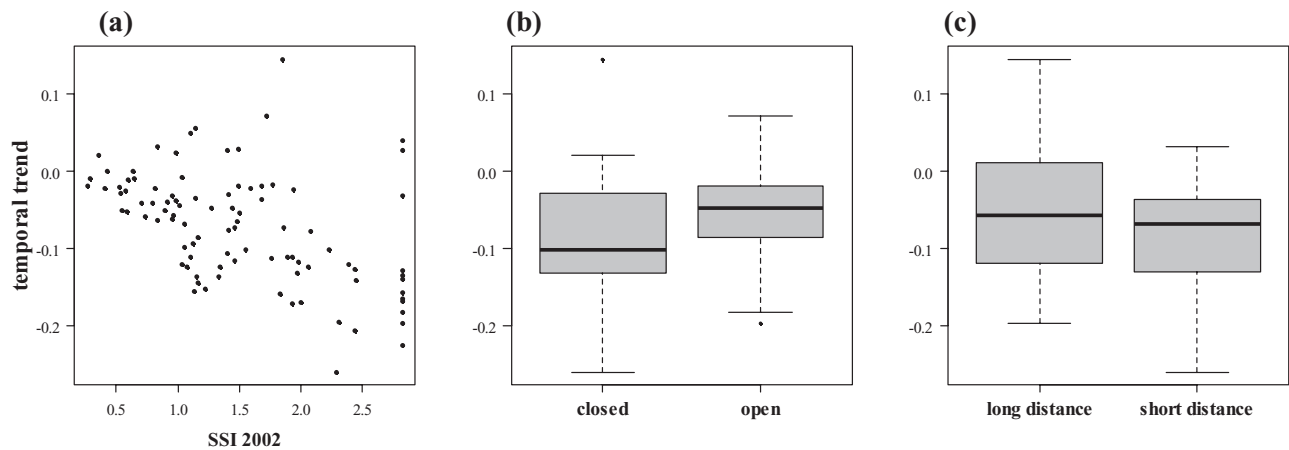 (a)
(b)
(c)
temporal trend
0.1
0.0
-0.1
-0.2
0.5 1.0 1.5 2.0 2.5
SSI 2002
0.1
0.0
-0.1
-0.2
closed open
0.1
0.0
-0.1
-0.2
long distance short distance